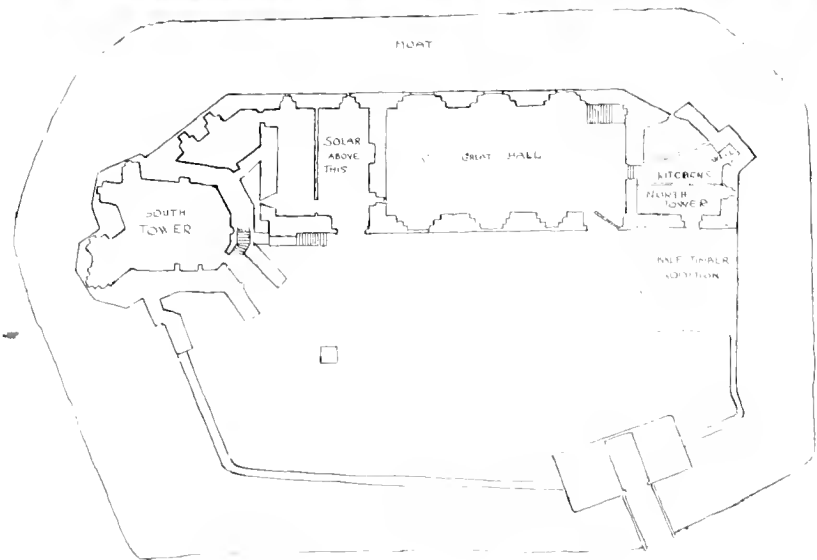 MOAT
SOLAR
ABOVE
THIS
GREAT HALL
KITCHENS
NORTH
TOWER
SOUTH
TOWER
HALF TIMBER
ADDITION